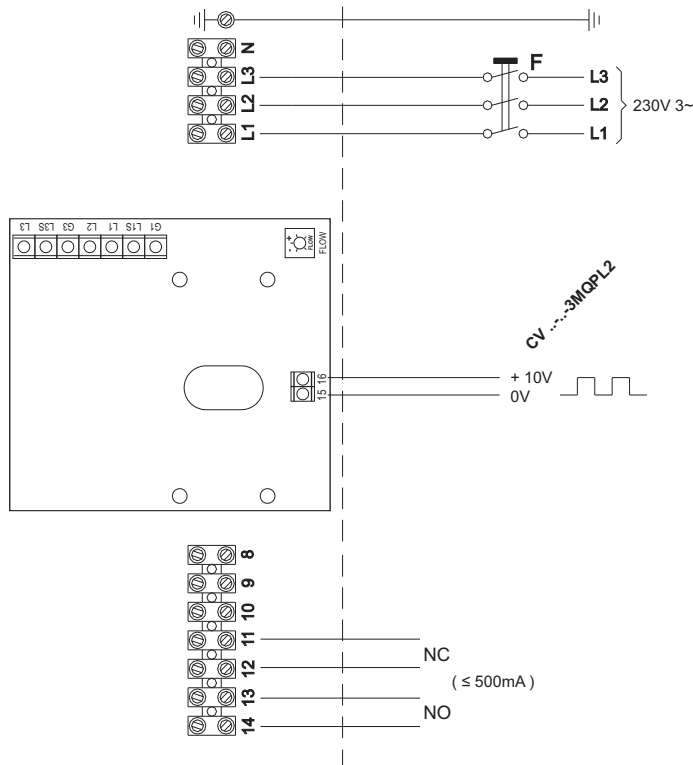 N
L3
L2
L1
F
L3
L2
L1
230V 3~
L3 L3S G3 L2 L1 L1S G1
+
-
FLOW
FLOW
CV ..-..-3MQPL2
16
15
+ 10V
0V
8
9
10
11
12
13
14
NC
( ≤ 500mA )
NO